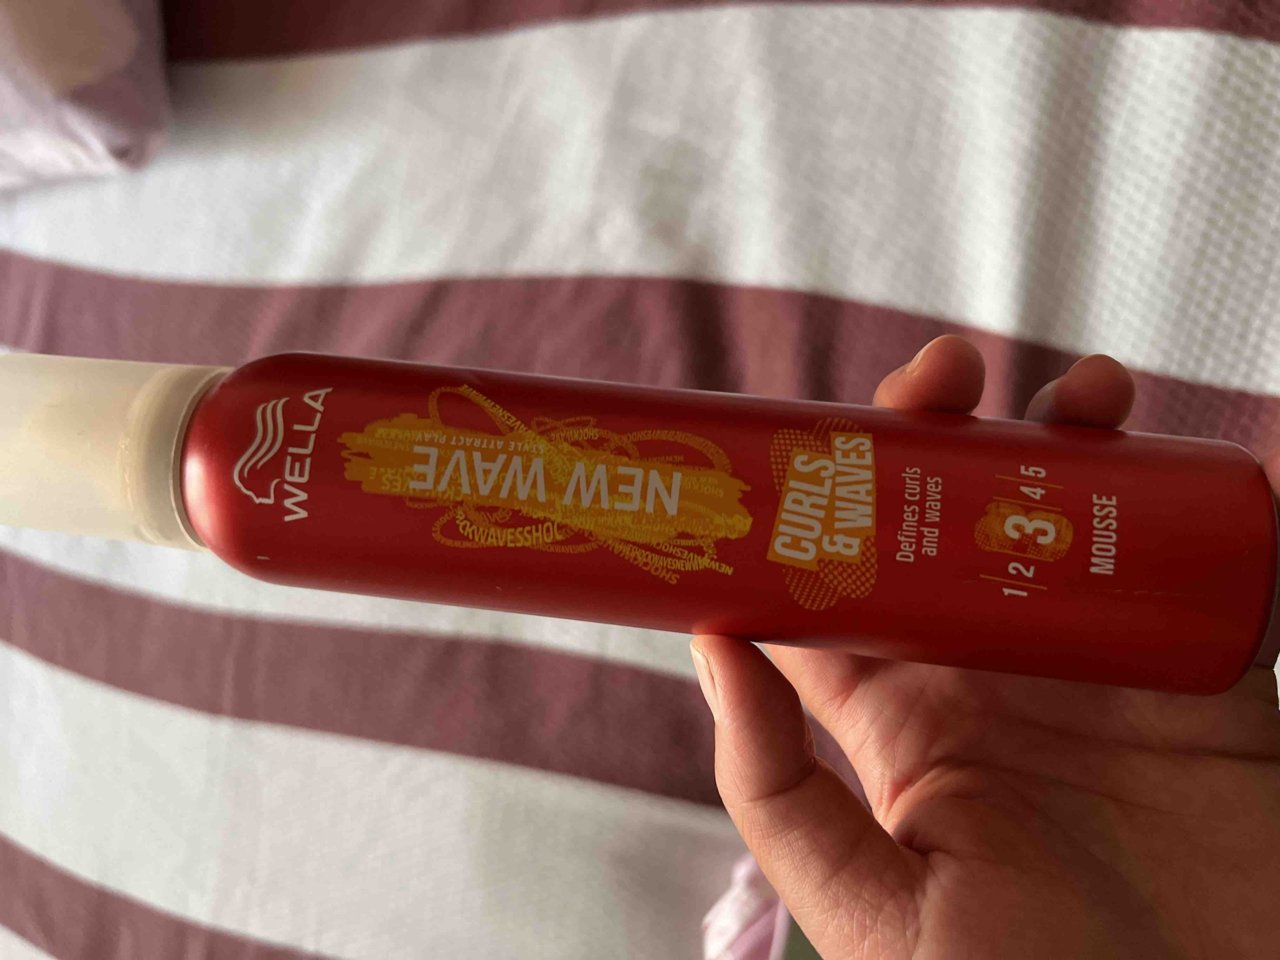 WELLA
NEW WAVE
STYLE ATTRACT PLAY
CURLS
& WAVES
Defines curls
and waves
1 2 3 4 5
MOUSSE